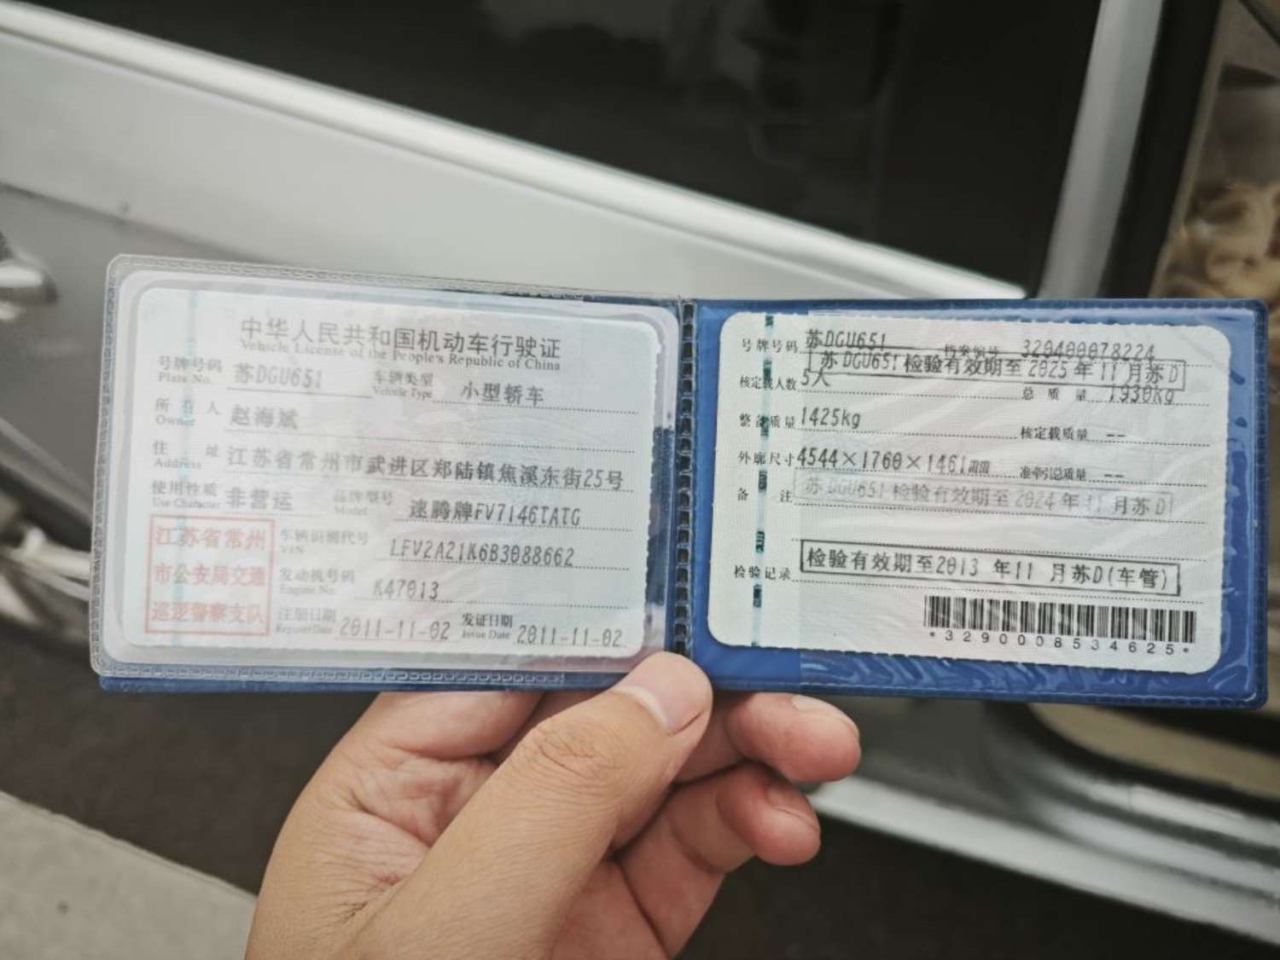 中华人民共和国机动车行驶证
Vehicle License of the People's Republic of China
号牌号码 苏DGU651 车辆类型 小型轿车
Plate No. Vehicle Type
所有人 赵海斌
Owner
住址 江苏省常州市武进区郑陆镇焦溪东街25号
Address
使用性质 非营运 品牌型号 速腾牌FV7146TATG
Use Character Model
江苏省常州
市公安局交通
巡逻警察支队
车辆识别代号 LFV2A21K6B3088662
VIN
发动机号码 K47013
Engine No.
注册日期 2011-11-02 发证日期 2011-11-02
Register Date Issue Date
号牌号码 苏DGU651 档案编号 320400078224
苏DGU651 检验有效期至2025年11月苏D
核定载人数 5人 总质量 1930kg
整备质量 1425kg 核定载质量 --
外廓尺寸 4544×1760×1461mm 准牵引总质量 --
备注 苏DGU651 检验有效期至2024年11月苏D
检验记录 检验有效期至2013 年11 月苏D(车管)
*3290008534625*